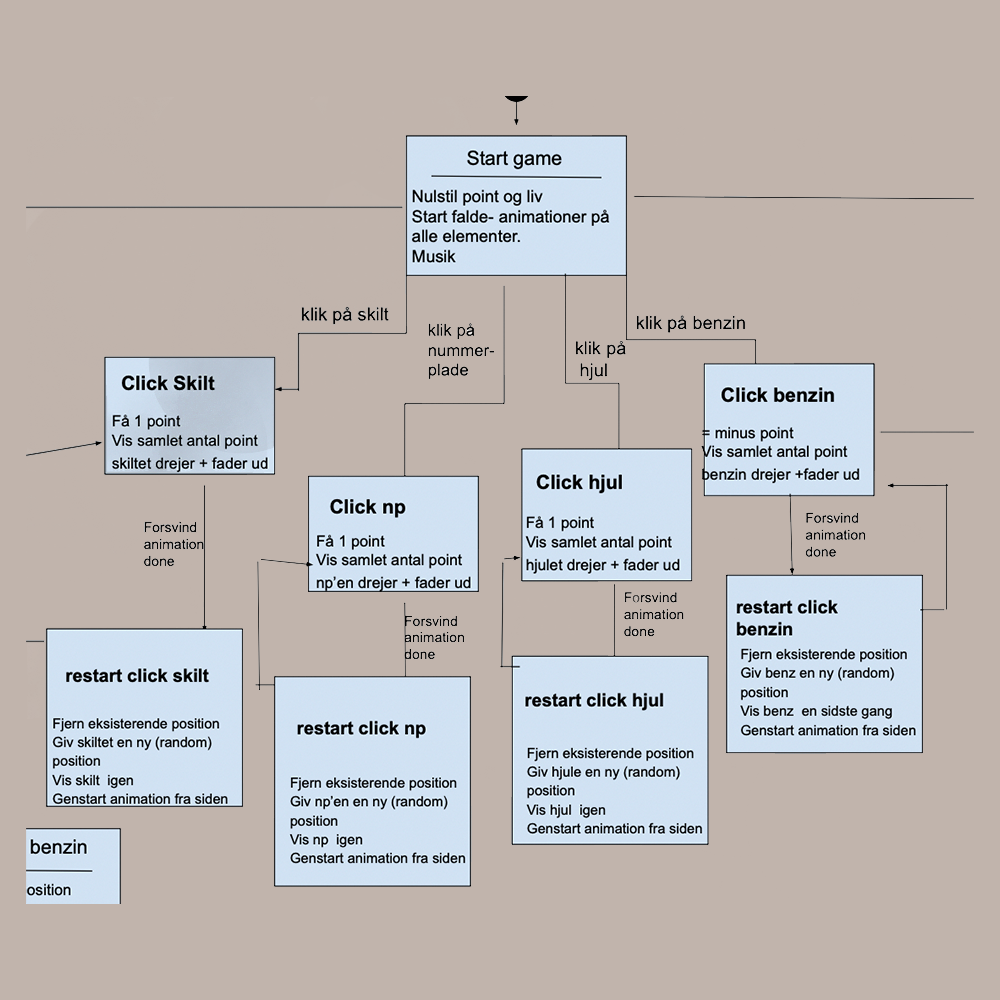 Start game
Nulstil point og liv
Start falde- animationer på
alle elementer.
Musik
klik på skilt
klik på
nummer-
plade
klik på
hjul
klik på benzin
Click Skilt
Få 1 point
Vis samlet antal point
skiltet drejer + fader ud
Click np
Få 1 point
Vis samlet antal point
np'en drejer + fader ud
Click hjul
Få 1 point
Vis samlet antal point
hjulet drejer + fader ud
Click benzin
= minus point
Vis samlet antal point
benzin drejer +fader ud
Forsvind
animation
done
Forsvind
animation
done
Forsvind
animation
done
Forsvind
animation
done
restart click skilt
Fjern eksisterende position
Giv skiltet en ny (random)
position
Vis skilt igen
Genstart animation fra siden
restart click np
Fjern eksisterende position
Giv np'en en ny (random)
position
Vis np igen
Genstart animation fra siden
restart click hjul
Fjern eksisterende position
Giv hjule en ny (random)
position
Vis hjul igen
Genstart animation fra siden
restart click
benzin
Fjern eksisterende position
Giv benz en ny (random)
position
Vis benz en sidste gang
Genstart animation fra siden
benzin
osition